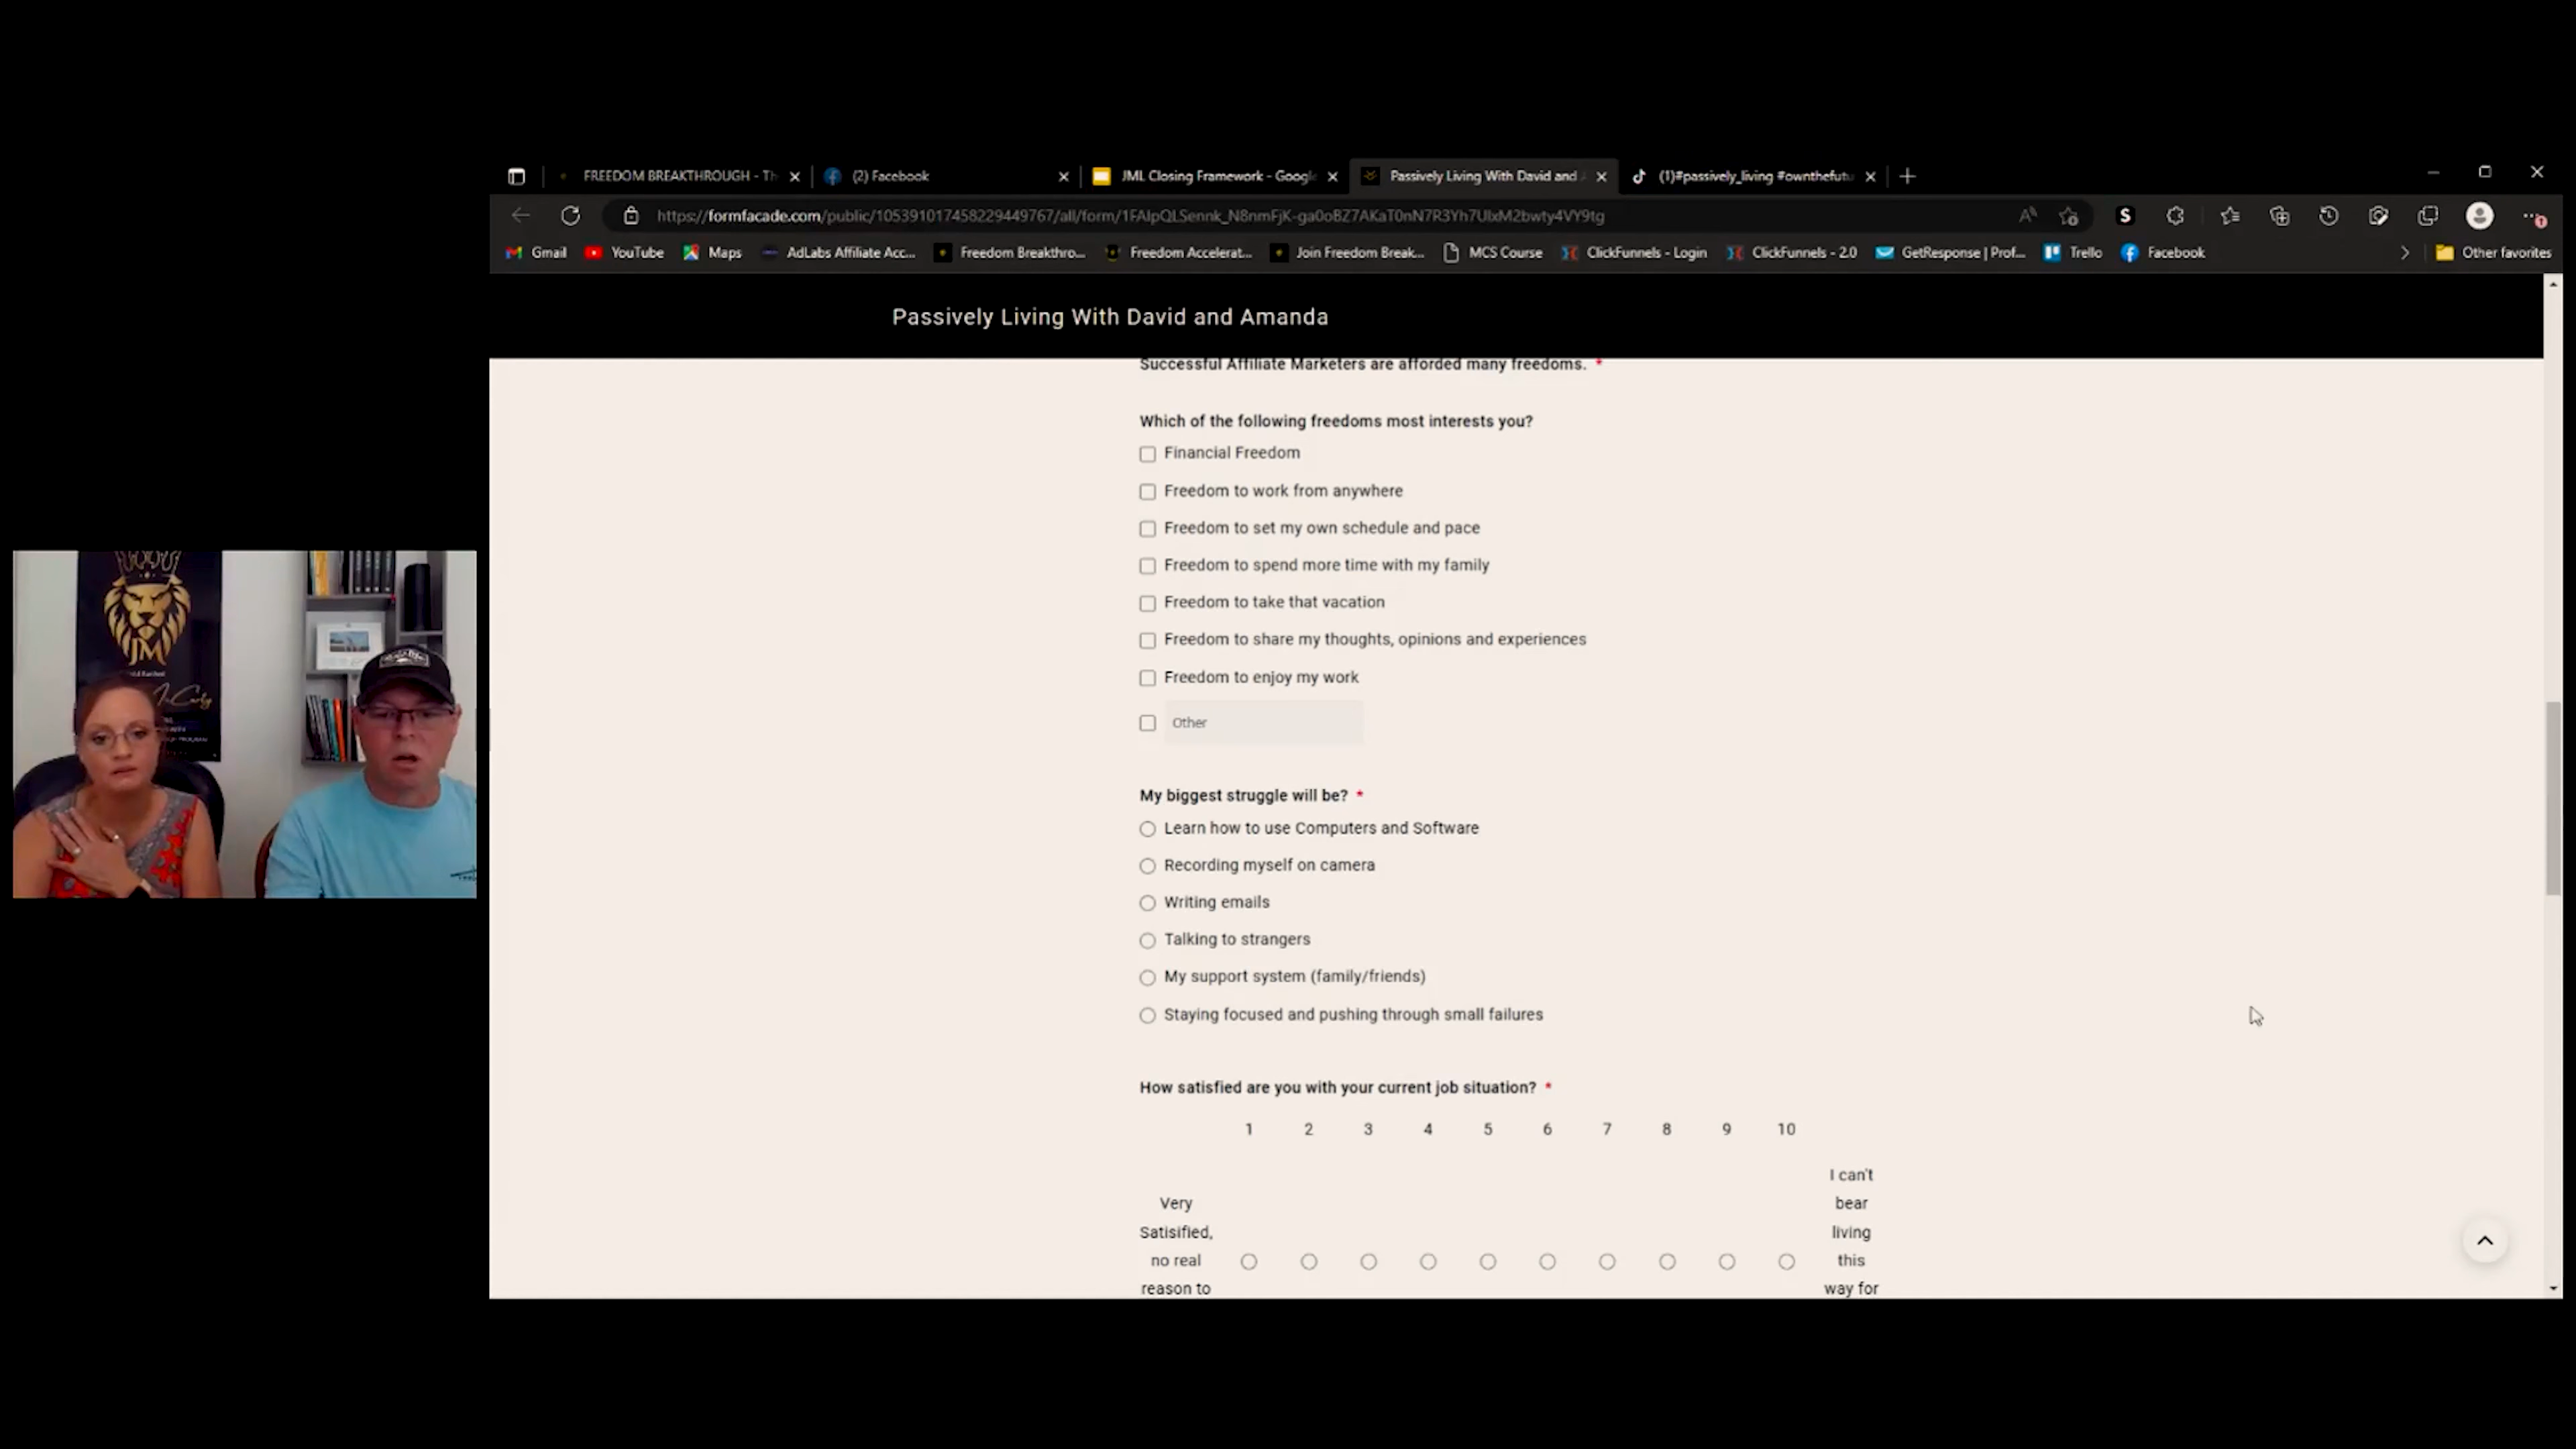 FREEDOM BREAKTHROUGH - Th
(2) Facebook
JML Closing Framework - Googl
Passively Living With David and
(1)#passively_living #ownthefutu
https://formfacade.com/public/105391017458229449767/all/form/1FAIpQLSennk_N8nmFjK-ga0oBZ7AKaT0nN7R3Yh7UlxM2bwty4VY9tg
Gmail
YouTube
Maps
AdLabs Affiliate Acc...
Freedom Breakthro...
Freedom Accelerat...
Join Freedom Break...
MCS Course
ClickFunnels - Login
ClickFunnels - 2.0
GetResponse | Prof...
Trello
Facebook
Other favorites
Passively Living With David and Amanda
Successful Affiliate Marketers are afforded many freedoms. *
Which of the following freedoms most interests you?
Financial Freedom
Freedom to work from anywhere
Freedom to set my own schedule and pace
Freedom to spend more time with my family
Freedom to take that vacation
Freedom to share my thoughts, opinions and experiences
Freedom to enjoy my work
Other
My biggest struggle will be? *
Learn how to use Computers and Software
Recording myself on camera
Writing emails
Talking to strangers
My support system (family/friends)
Staying focused and pushing through small failures
How satisfied are you with your current job situation? *
1 2 3 4 5 6 7 8 9 10
Very
Satisified,
no real
reason to
I can't
bear
living
this
way for
JM